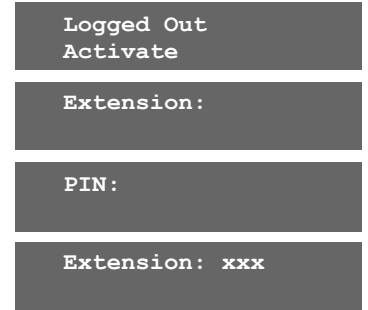 Logged Out
Activate
Extension:
PIN:
Extension: xxx